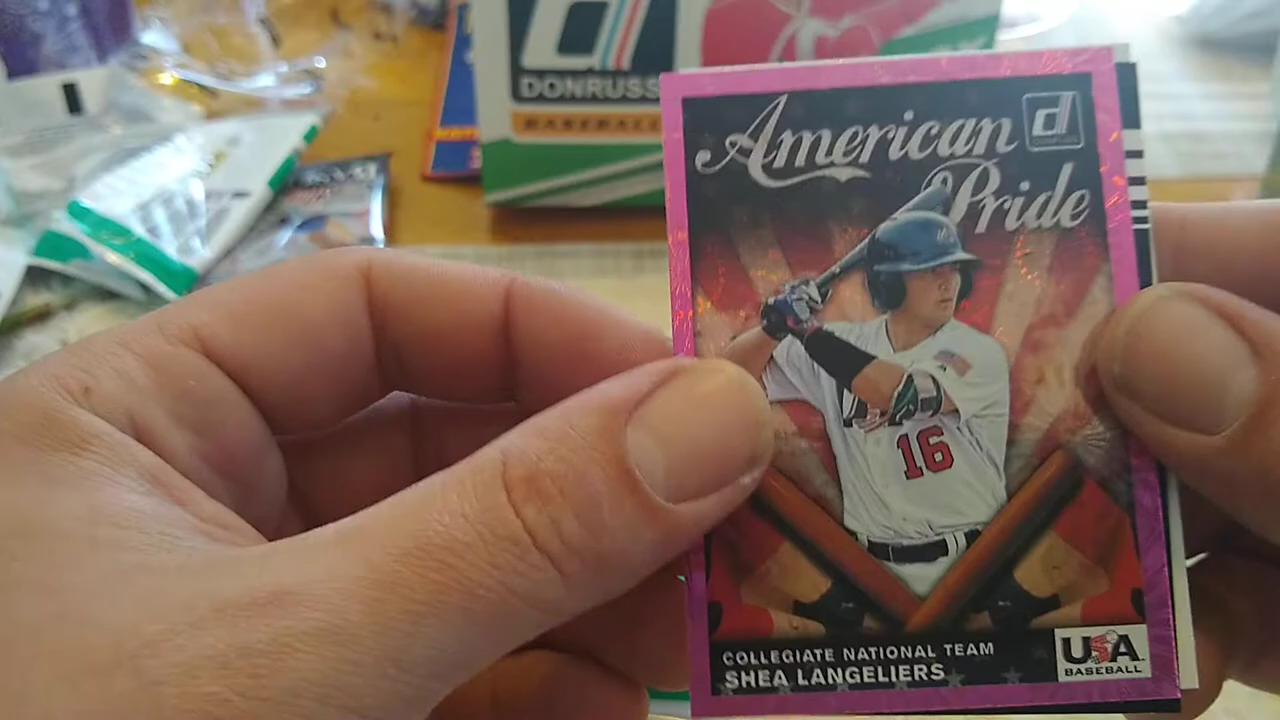 DONRUSS
BASEBALL
American
Pride
d
16
COLLEGIATE NATIONAL TEAM
SHEA LANGELIERS
USA
BASEBALL